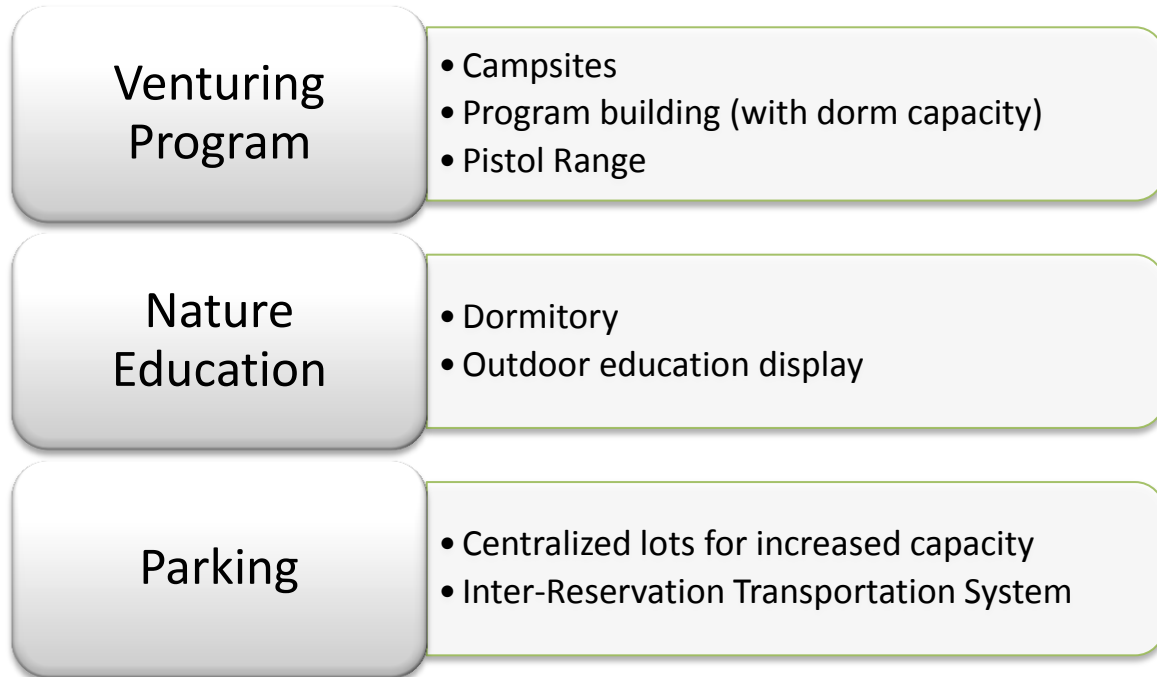 Venturing
Program
• Campsites
• Program building (with dorm capacity)
• Pistol Range
Nature
Education
• Dormitory
• Outdoor education display
Parking
• Centralized lots for increased capacity
• Inter-Reservation Transportation System